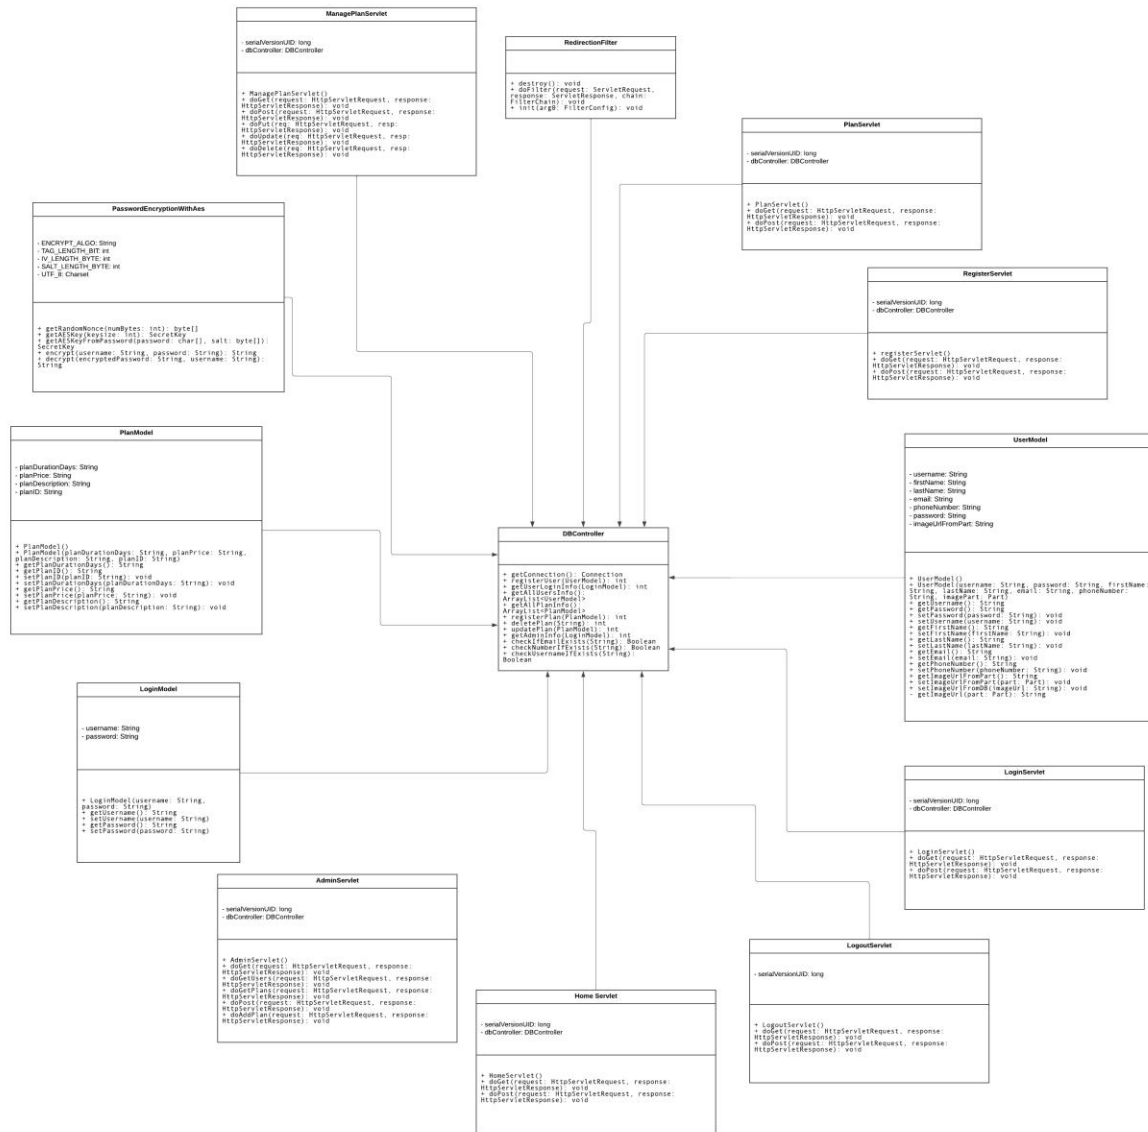 ManagePlanServlet
- serialVersionUID: long
- dbController: DBController
+ ManagePlanServlet()
+ doGet(request: HttpServletRequest, response:
HttpServletResponse): void
+ doPost(request: HttpServletRequest, response:
HttpServletResponse): void
+ doPut(req: HttpServletRequest, resp:
HttpServletResponse): void
+ doUpdate(req: HttpServletRequest, resp:
HttpServletResponse): void
+ doDelete(req: HttpServletRequest, resp:
HttpServletResponse): void
RedirectionFilter
+ destroy(): void
+ doFilter(request: ServletRequest,
response: ServletResponse, chain:
FilterChain): void
+ init(arg0: FilterConfig): void
PlanServlet
- serialVersionUID: long
- dbController: DBController
+ PlanServlet()
+ doGet(request: HttpServletRequest, response:
HttpServletResponse): void
+ doPost(request: HttpServletRequest, response:
HttpServletResponse): void
PasswordEncryptionWithAes
- ENCRYPT_ALGO: String
- TAG_LENGTH_BIT: int
- IV_LENGTH_BYTE: int
- SALT_LENGTH_BYTE: int
- UTF_8: Charset
+ getRandomNonce(numBytes: int): byte[]
+ getAESKey(keysize: int): SecretKey
+ getAESKeyFromPassword(password: char[], salt: byte[]):
SecretKey
+ encrypt(username: String, password: String): String
+ decrypt(encryptedPassword: String, username: String):
String
RegisterServlet
- serialVersionUID: long
- dbController: DBController
+ registerServlet()
+ doGet(request: HttpServletRequest, response:
HttpServletResponse): void
+ doPost(request: HttpServletRequest, response:
HttpServletResponse): void
PlanModel
- planDurationDays: String
- planPrice: String
- planDescription: String
- planID: String
+ PlanModel()
+ PlanModel(planDurationDays: String, planPrice: String,
planDescription: String, planID: String)
+ getPlanDurationDays(): String
+ getPlanID(): String
+ setPlanID(planID: String): void
+ setPlanDurationDays(planDurationDays: String): void
+ getPlanPrice(): String
+ setPlanPrice(planPrice: String): void
+ getPlanDescription(): String
+ setPlanDescription(planDescription: String): void
UserModel
- username: String
- firstName: String
- lastName: String
- email: String
- phoneNumber: String
- password: String
- imageUrlFromPart: String
+ UserModel()
+ UserModel(username: String, password: String, firstName:
String, lastName: String, email: String, phoneNumber:
String, imagePart: Part)
+ getUsername(): String
+ getPassword(): String
+ setPassword(password: String): void
+ setUsername(username: String): void
+ getFirstName(): String
+ setFirstName(firstName: String): void
+ getLastName(): String
+ setLastName(lastName: String): void
+ getEmail(): String
+ setEmail(email: String): void
+ getPhoneNumber(): String
+ setPhoneNumber(phoneNumber: String): void
+ getImageUrlFromPart(): String
+ setImageUrlFromPart(part: Part): void
+ setImageUrlFromDB(imageUrl: String): void
- getImageUrl(part: Part): String
DBController
+ getConnection(): Connection
+ registerUser(UserModel): int
+ getUserLoginInfo(LoginModel): int
+ getAllUsersInfo():
ArrayList<UserModel>
+ getAllPlanInfo():
ArrayList<PlanModel>
+ registerPlan(PlanModel): int
+ deletePlan(String): int
+ updatePlan(PlanModel): int
+ getAdminInfo(LoginModel): int
+ checkIfEmailExists(String): Boolean
+ checkNumberIfExists(String): Boolean
+ checkUsernameIfExists(String):
Boolean
LoginModel
- username: String
- password: String
+ LoginModel(username: String,
password: String)
+ getUsername(): String
+ setUsername(username: String)
+ getPassword(): String
+ setPassword(password: String)
LoginServlet
- serialVersionUID: long
- dbController: DBController
+ LoginServlet()
+ doGet(request: HttpServletRequest, response:
HttpServletResponse): void
+ doPost(request: HttpServletRequest, response:
HttpServletResponse): void
AdminServlet
- serialVersionUID: long
- dbController: DBController
+ AdminServlet()
+ doGet(request: HttpServletRequest, response:
HttpServletResponse): void
+ doGetUsers(request: HttpServletRequest, response:
HttpServletResponse): void
+ doGetPlans(request: HttpServletRequest, response:
HttpServletResponse): void
+ doPost(request: HttpServletRequest, response:
HttpServletResponse): void
+ doAddPlan(request: HttpServletRequest, response:
HttpServletResponse): void
LogoutServlet
- serialVersionUID: long
+ LogoutServlet()
+ doGet(request: HttpServletRequest, response:
HttpServletResponse): void
+ doPost(request: HttpServletRequest, response:
HttpServletResponse): void
Home Servlet
- serialVersionUID: long
- dbController: DBController
+ HomeServlet()
+ doGet(request: HttpServletRequest, response:
HttpServletResponse): void
+ doPost(request: HttpServletRequest, response:
HttpServletResponse): void